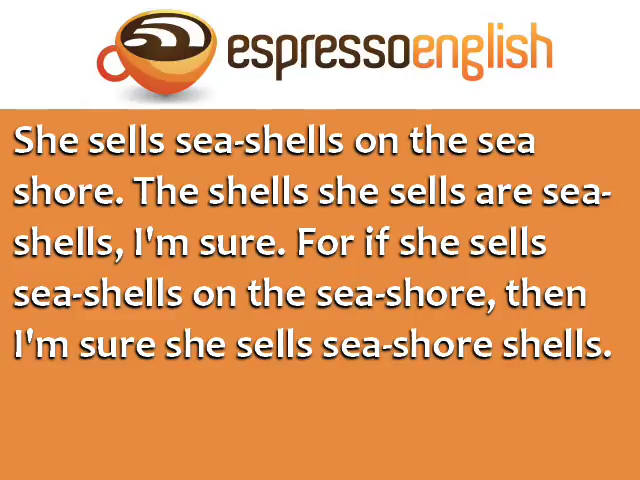 espressoenglish
She sells sea-shells on the sea
shore. The shells she sells are sea-
shells, I'm sure. For if she sells
sea-shells on the sea-shore, then
I'm sure she sells sea-shore shells.